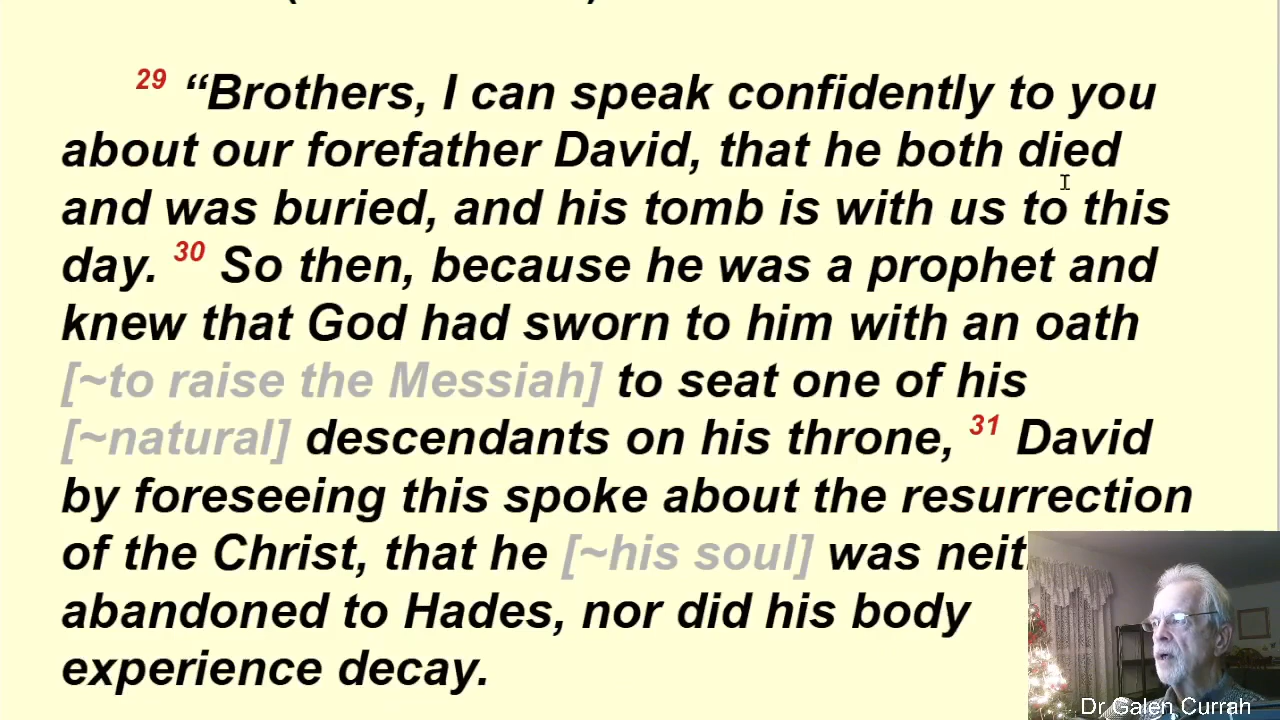 29 “Brothers, I can speak confidently to you
about our forefather David, that he both died
and was buried, and his tomb is with us to this
day. 30 So then, because he was a prophet and
knew that God had sworn to him with an oath
[~to raise the Messiah] to seat one of his
[~natural] descendants on his throne, 31 David
by foreseeing this spoke about the resurrection
of the Christ, that he [~his soul] was
abandoned to Hades, nor did his body
experience decay.
Dr Galen Currah